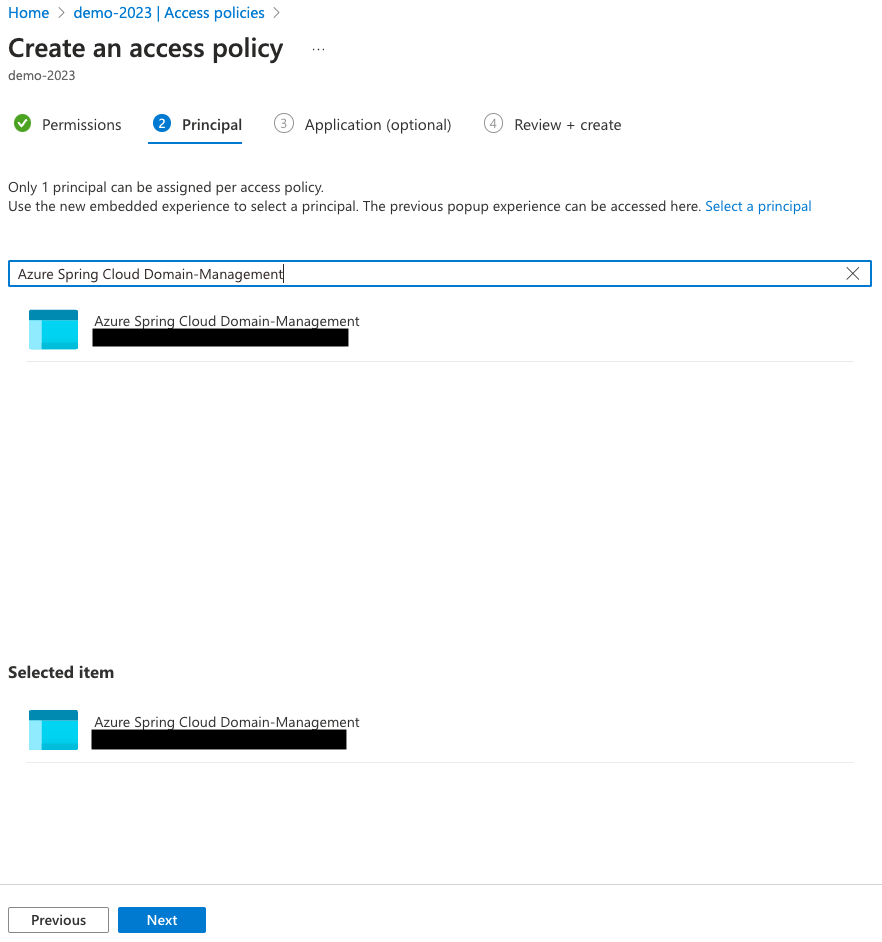 Home > demo-2023 | Access policies >
Create an access policy ...
demo-2023
Permissions 2 Principal 3 Application (optional) 4 Review + create
Only 1 principal can be assigned per access policy.
Use the new embedded experience to select a principal. The previous popup experience can be accessed here. Select a principal
Azure Spring Cloud Domain-Management
Azure Spring Cloud Domain-Management
Selected item
Azure Spring Cloud Domain-Management
Previous Next